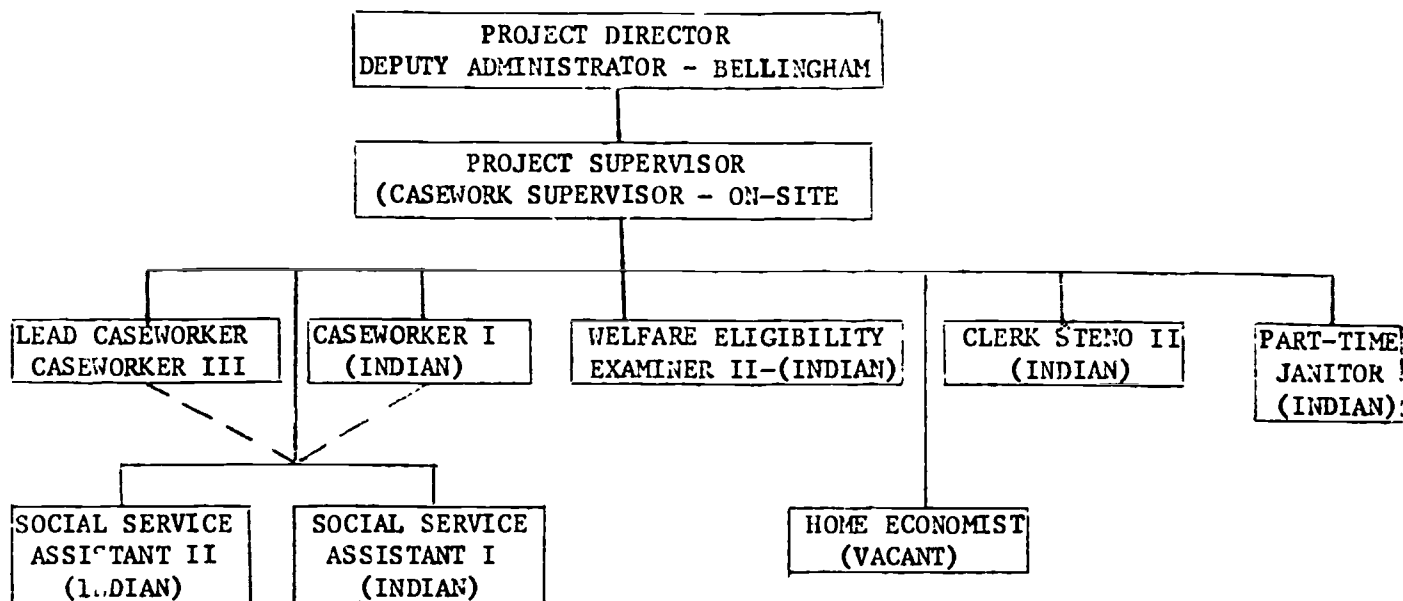 PROJECT DIRECTOR
DEPUTY ADMINISTRATOR - BELLINGHAM
PROJECT SUPERVISOR
(CASEWORK SUPERVISOR - ON-SITE
LEAD CASEWORKER
CASEWORKER III
CASEWORKER I
(INDIAN)
WELFARE ELIGIBILITY
EXAMINER II-(INDIAN)
CLERK STENO II
(INDIAN)
PART-TIME
JANITOR
(INDIAN)
SOCIAL SERVICE
ASSISTANT II
(INDIAN)
SOCIAL SERVICE
ASSISTANT I
(INDIAN)
HOME ECONOMIST
(VACANT)